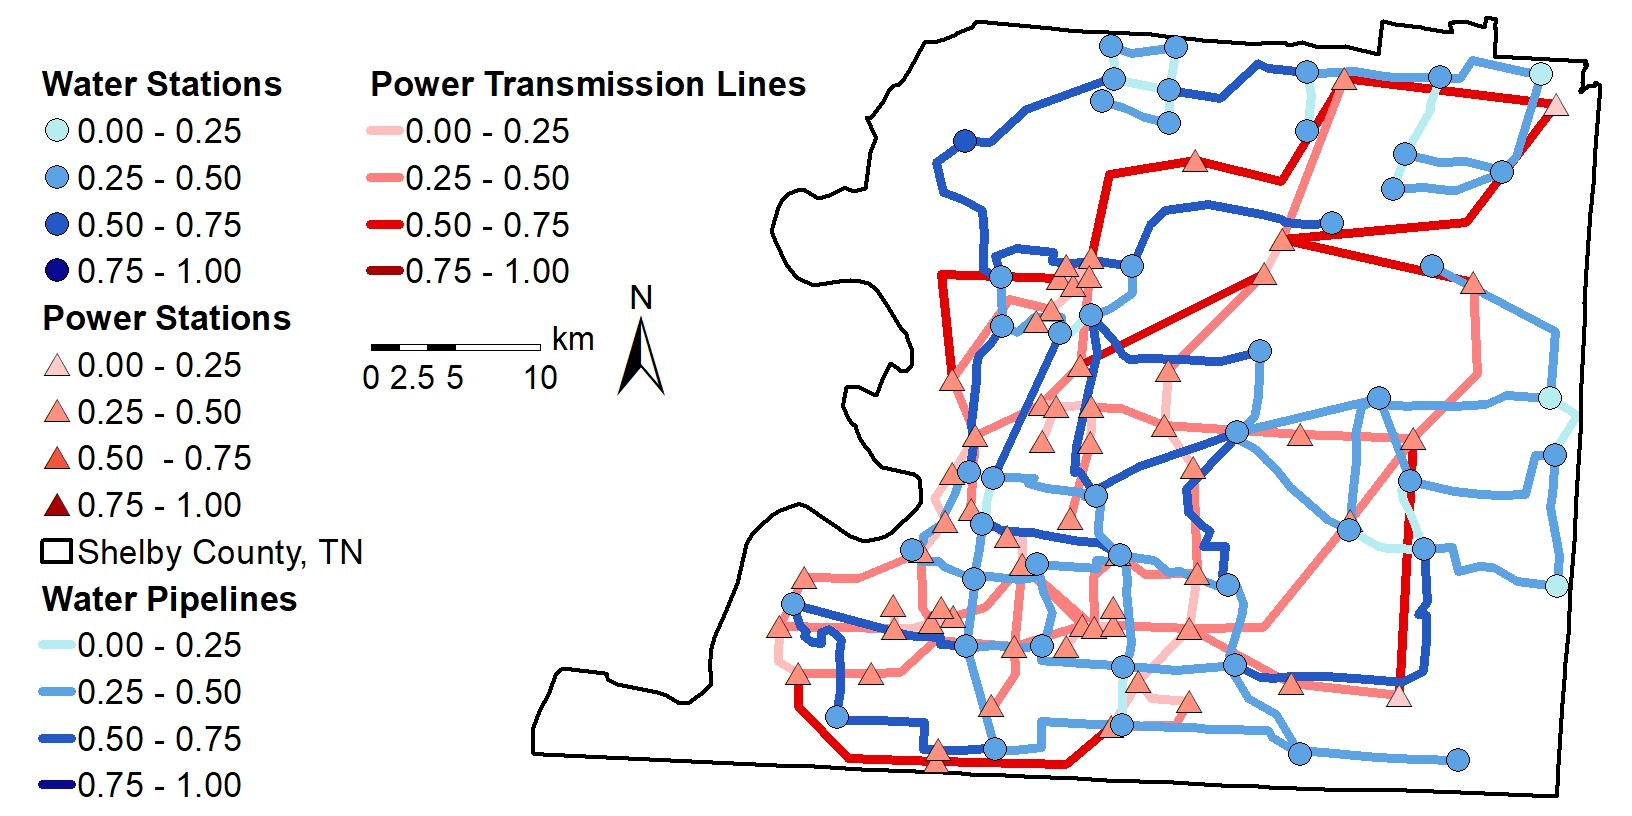 Water Stations
0.00 - 0.25
0.25 - 0.50
0.50 - 0.75
0.75 - 1.00
Power Stations
0.00 - 0.25
0.25 - 0.50
0.50  - 0.75
0.75 - 1.00
Shelby County, TN
Water Pipelines
0.00 - 0.25
0.25 - 0.50
0.50 - 0.75
0.75 - 1.00
Power Transmission Lines
0.00 - 0.25
0.25 - 0.50
0.50 - 0.75
0.75 - 1.00
km
0 2.5 5 10
N